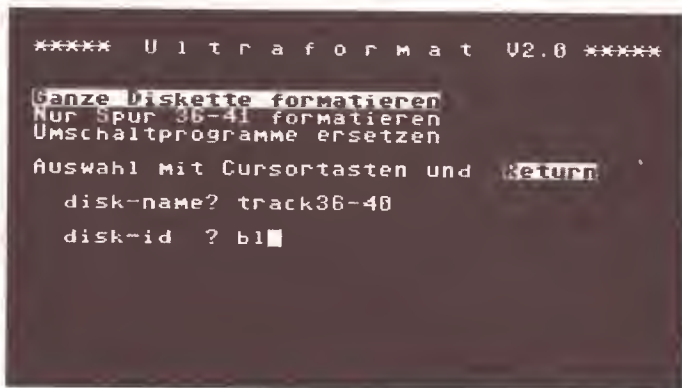 ***** U l t r a f o r m a t V2.0 *****
Ganze Diskette formatieren
Nur Spur 36-41 formatieren
Umschaltprogramme ersetzen
Auswahl mit Cursortasten und Return
disk-name? track36-40
disk-id ? bl